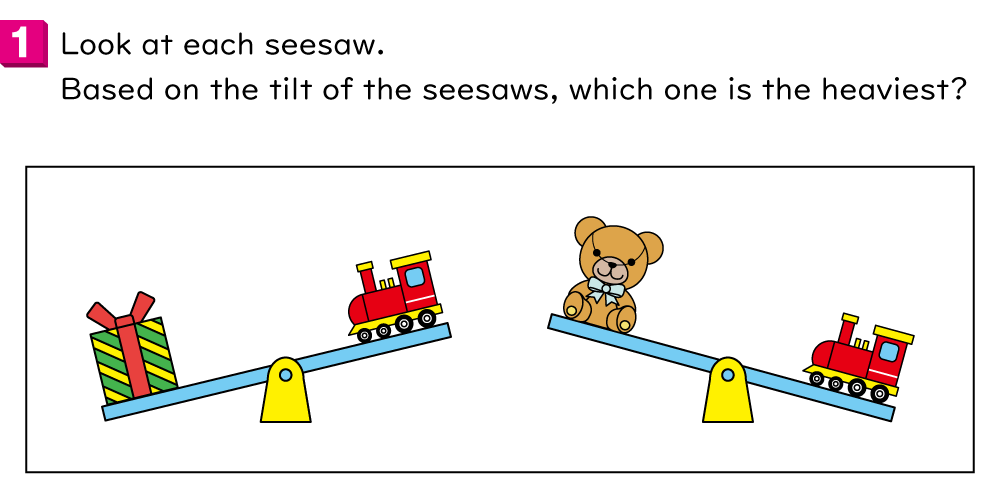 1 Look at each seesaw.
Based on the tilt of the seesaws, which one is the heaviest?